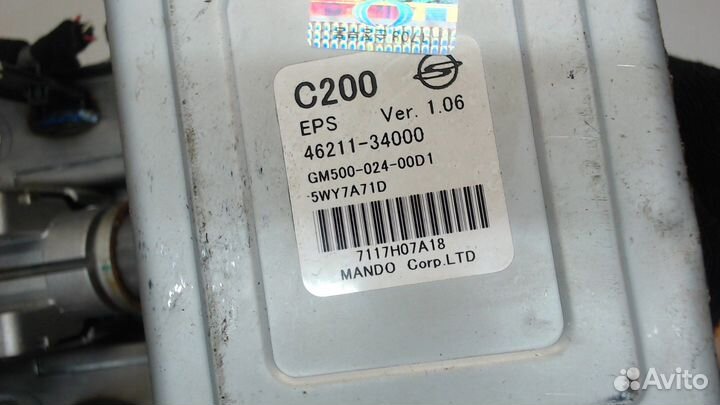 C200
EPS Ver. 1.06
46211-34000
GM500-024-00D1
5WY7A71D
7117H07A18
MANDO Corp.LTD
Avito